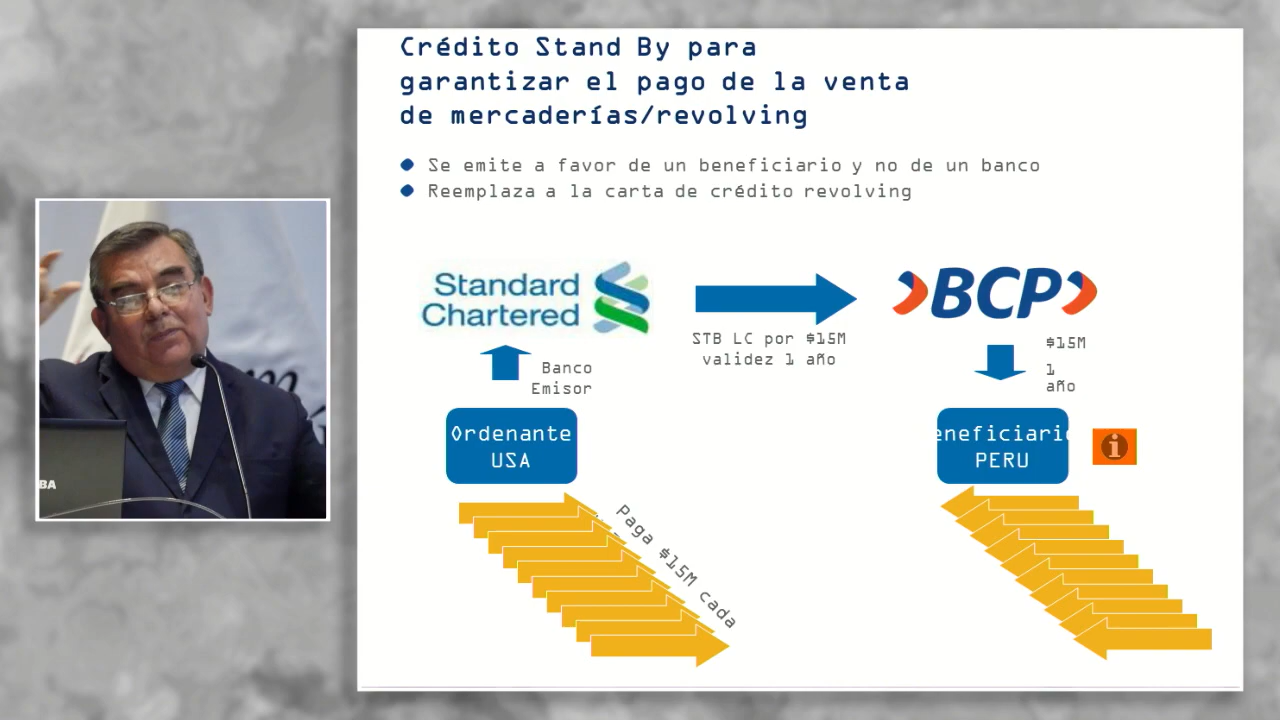 Crédito Stand By para
garantizar el pago de la venta
de mercaderías/revolving
Se emite a favor de un beneficiario y no de un banco
Reemplaza a la carta de crédito revolving
Standard
Chartered
BCP
STB LC por $15M
validez 1 año
$15M
1
año
Banco
Emisor
Ordenante
USA
eneficiari
PERU
i
Paga $15M cada
BA